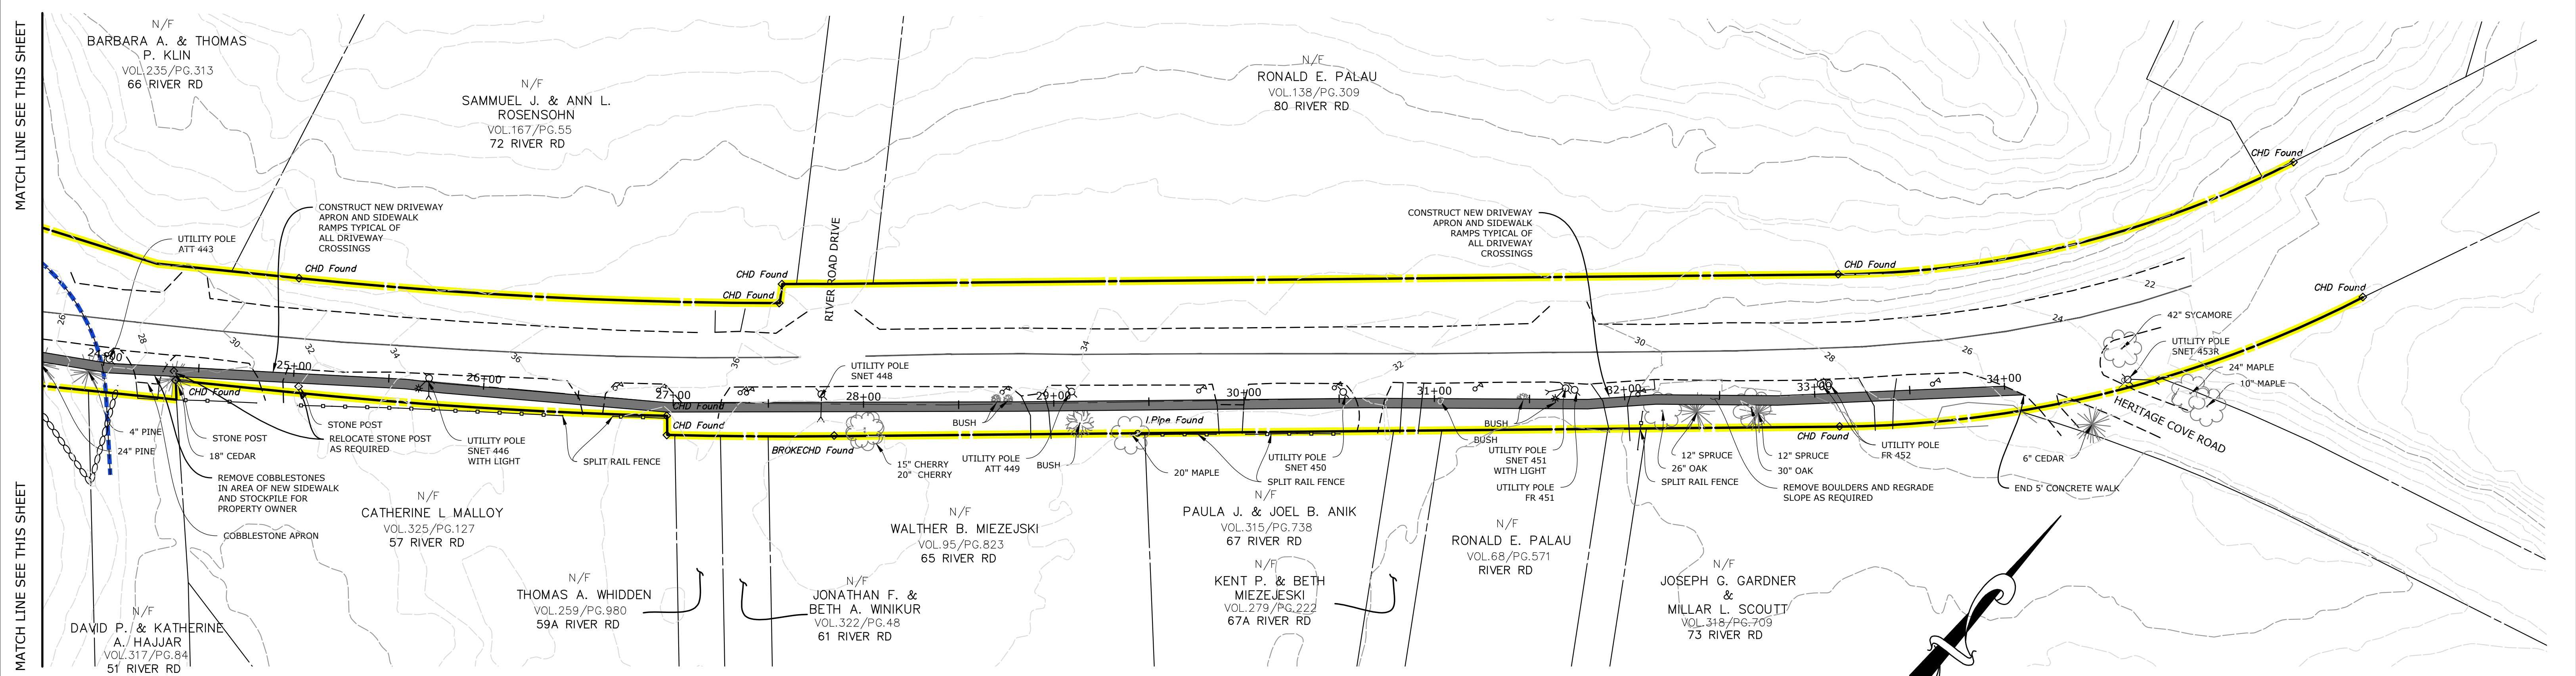 MATCH LINE SEE THIS SHEET
MATCH LINE SEE THIS SHEET
N/F
BARBARA A. & THOMAS
P. KLIN
VOL.235/PG.313
66 RIVER RD
N/F
SAMMUEL J. & ANN L.
ROSENSOHN
VOL.167/PG.55
72 RIVER RD
N/F
RONALD E. PALAU
VOL.138/PG.309
80 RIVER RD
CONSTRUCT NEW DRIVEWAY
APRON AND SIDEWALK
RAMPS TYPICAL OF
ALL DRIVEWAY
CROSSINGS
UTILITY POLE
ATT 443
CHD Found
CHD Found
CHD Found
RIVER ROAD DRIVE
CONSTRUCT NEW DRIVEWAY
APRON AND SIDEWALK
RAMPS TYPICAL OF
ALL DRIVEWAY
CROSSINGS
CHD Found
CHD Found
CHD Found
26
28
30
32
34
36
36
34
32
30
28
26
24
22
24+00
25+00
26+00
27+00
28+00
29+00
30+00
31+00
32+00
33+00
34+00
UTILITY POLE
SNET 448
42" SYCAMORE
UTILITY POLE
SNET 453R
24" MAPLE
10" MAPLE
HERITAGE COVE ROAD
6" CEDAR
END 5' CONCRETE WALK
CHD Found
CHD Found
CHD Found
BROKECHD Found
I.Pipe Found
CHD Found
4" PINE
24" PINE
STONE POST
18" CEDAR
STONE POST
RELOCATE STONE POST
AS REQUIRED
REMOVE COBBLESTONES
IN AREA OF NEW SIDEWALK
AND STOCKPILE FOR
PROPERTY OWNER
COBBLESTONE APRON
UTILITY POLE
SNET 446
WITH LIGHT
SPLIT RAIL FENCE
15" CHERRY
20" CHERRY
BUSH
UTILITY POLE
ATT 449
BUSH
20" MAPLE
UTILITY POLE
SNET 450
SPLIT RAIL FENCE
BUSH
BUSH
UTILITY POLE
SNET 451
WITH LIGHT
UTILITY POLE
FR 451
12" SPRUCE
26" OAK
SPLIT RAIL FENCE
12" SPRUCE
30" OAK
REMOVE BOULDERS AND REGRADE
SLOPE AS REQUIRED
UTILITY POLE
FR 452
N/F
CATHERINE L MALLOY
VOL.325/PG.127
57 RIVER RD
N/F
WALTHER B. MIEZEJSKI
VOL.95/PG.823
65 RIVER RD
N/F
PAULA J. & JOEL B. ANIK
VOL.315/PG.738
67 RIVER RD
N/F
RONALD E. PALAU
VOL.68/PG.571
RIVER RD
N/F
THOMAS A. WHIDDEN
VOL.259/PG.980
59A RIVER RD
N/F
JONATHAN F. &
BETH A. WINIKUR
VOL.322/PG.48
61 RIVER RD
N/F
KENT P. & BETH
MIEZEJESKI
VOL.279/PG.222
67A RIVER RD
N/F
JOSEPH G. GARDNER
&
MILLAR L. SCOUTT
VOL.318/PG.709
73 RIVER RD
N/F
DAVID P. & KATHERINE
A. HAJJAR
VOL.317/PG.84
51 RIVER RD